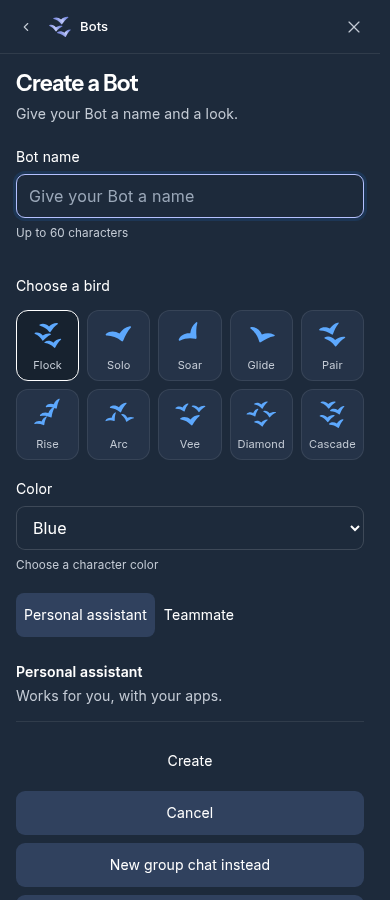 Bots
Create a Bot
Give your Bot a name and a look.
Bot name
Give your Bot a name
Up to 60 characters
Choose a bird
Flock Solo Soar Glide Pair
Rise Arc Vee Diamond Cascade
Color
Blue
Choose a character color
Personal assistant Teammate
Personal assistant
Works for you, with your apps.
Create
Cancel
New group chat instead